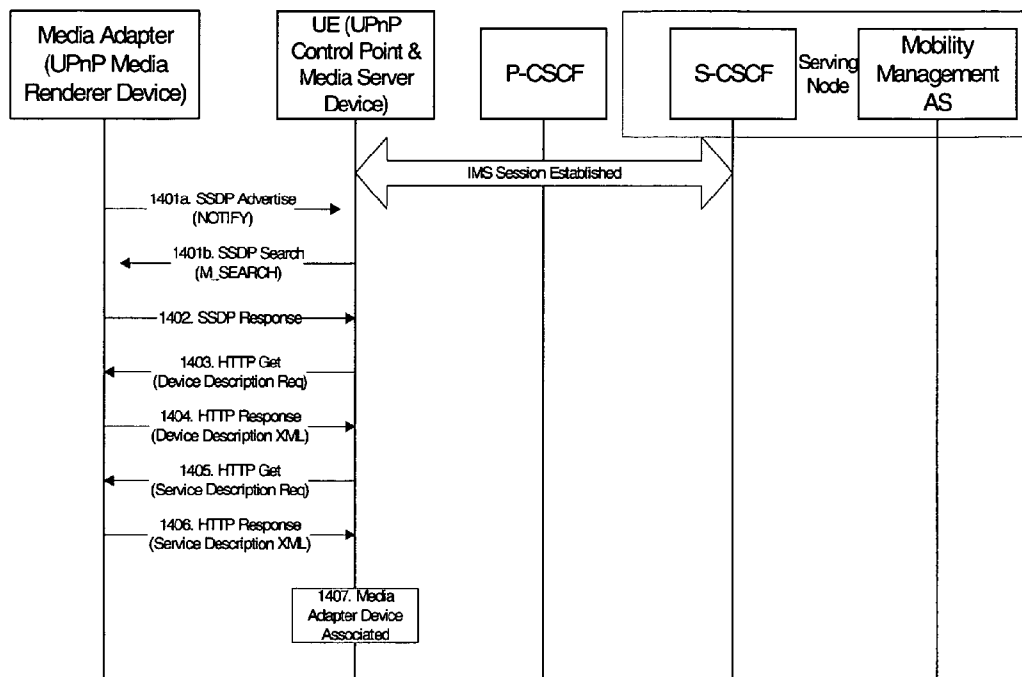 Media Adapter
(UPnP Media
Renderer Device)
UE (UPnP
Control Point &
Media Server
Device)
P-CSCF
S-CSCF
Serving
Node
Mobility
Management
AS
IMS Session Established
1401a. SSDP Advertise
(NOTIFY)
1401b. SSDP Search
(M_SEARCH)
1402. SSDP Response
1403. HTTP Get
(Device Description Req)
1404. HTTP Response
(Device Description XML)
1405. HTTP Get
(Service Description Req)
1406. HTTP Response
(Service Description XML)
1407. Media
Adapter Device
Associated